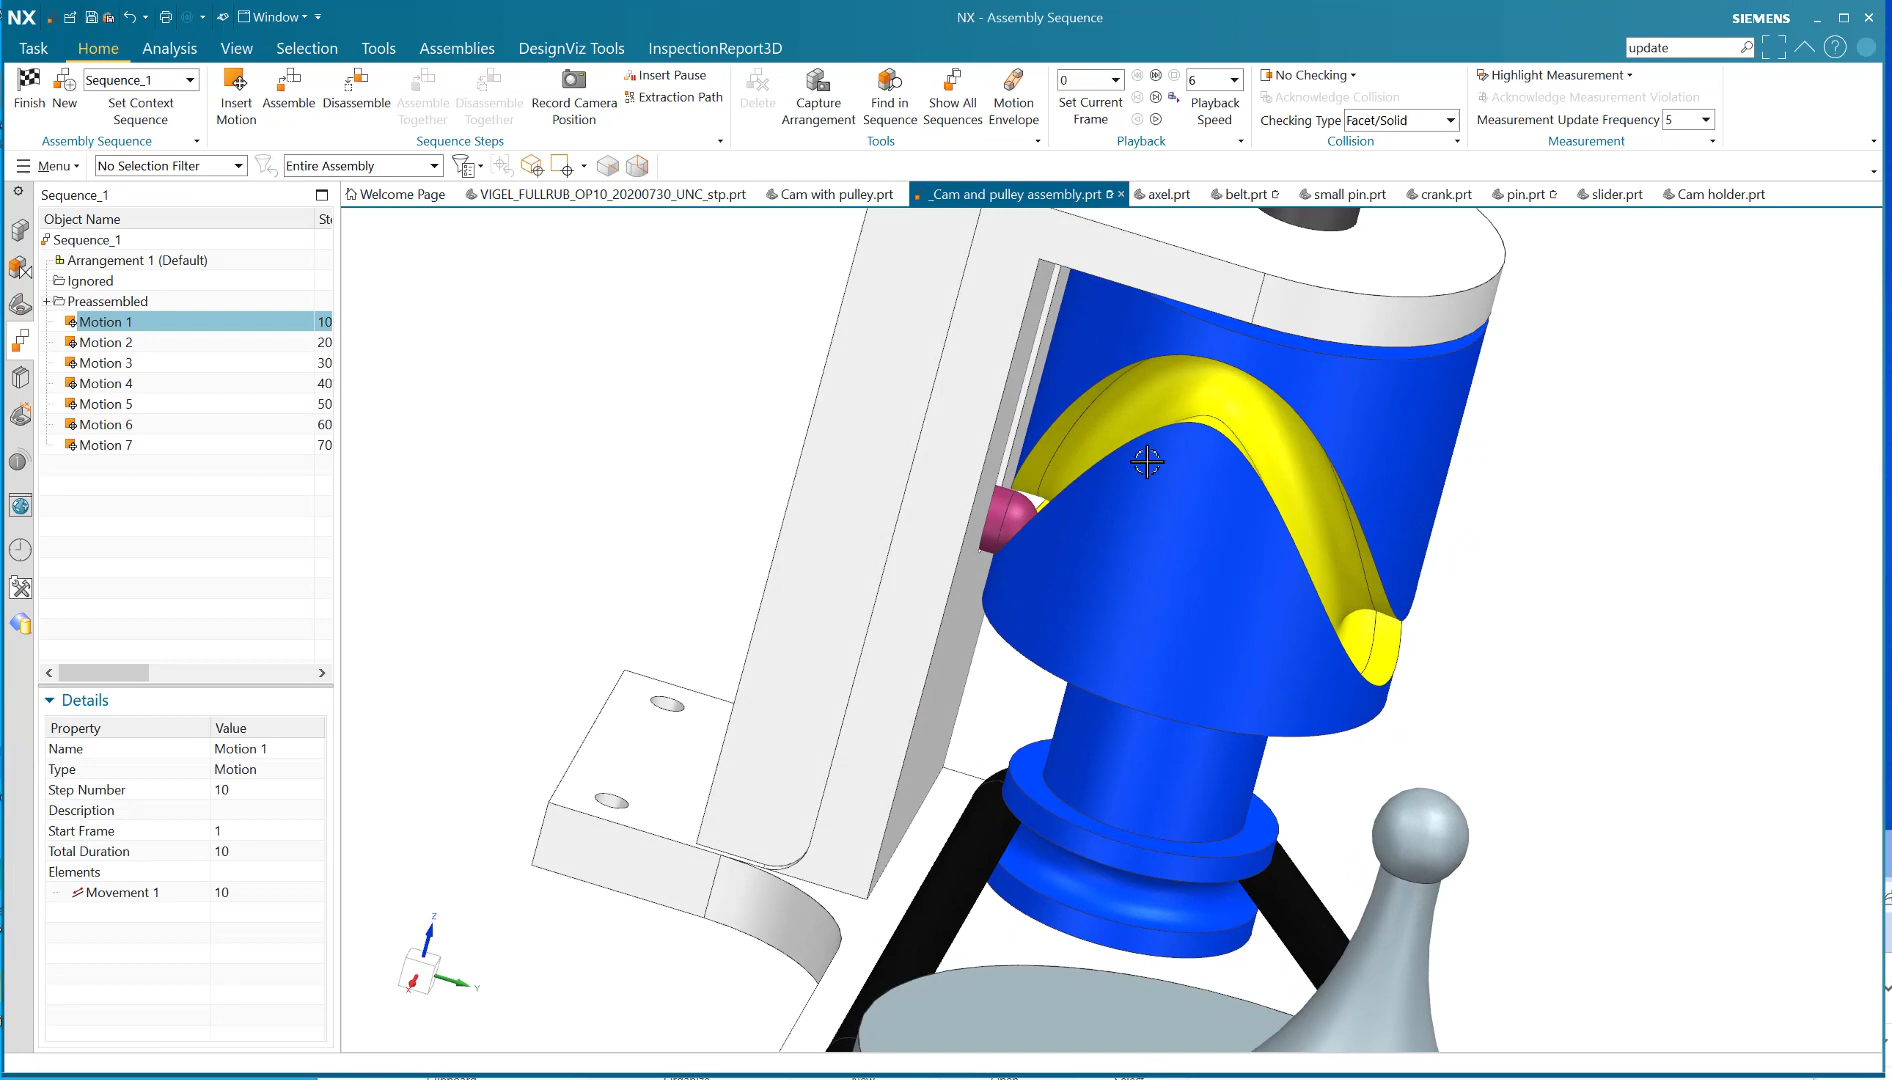 NX
Window
NX - Assembly Sequence
SIEMENS
Task
Home
Analysis
View
Selection
Tools
Assemblies
DesignViz Tools
InspectionReport3D
update
Finish
New
Sequence_1
Set Context
Sequence
Assembly Sequence
Insert
Motion
Assemble
Disassemble
Assemble
Together
Disassemble
Together
Record Camera
Position
Insert Pause
Extraction Path
Sequence Steps
Delete
Capture
Arrangement
Find in
Sequence
Show All
Sequences
Motion
Envelope
Tools
0
Set Current
Frame
6
Playback
Speed
Playback
No Checking
Acknowledge Collision
Checking Type Facet/Solid
Collision
Highlight Measurement
Acknowledge Measurement Violation
Measurement Update Frequency 5
Measurement
Menu
No Selection Filter
Entire Assembly
Sequence_1
Welcome Page
VIGEL_FULLRUB_OP10_20200730_UNC_stp.prt
Cam with pulley.prt
_Cam and pulley assembly.prt
axel.prt
belt.prt
small pin.prt
crank.prt
pin.prt
slider.prt
Cam holder.prt
Object Name
Sequence_1
Arrangement 1 (Default)
Ignored
Preassembled
Motion 1 10
Motion 2 20
Motion 3 30
Motion 4 40
Motion 5 50
Motion 6 60
Motion 7 70
Details
Property Value
Name Motion 1
Type Motion
Step Number 10
Description
Start Frame 1
Total Duration 10
Elements
Movement 1 10
Z
Y
X